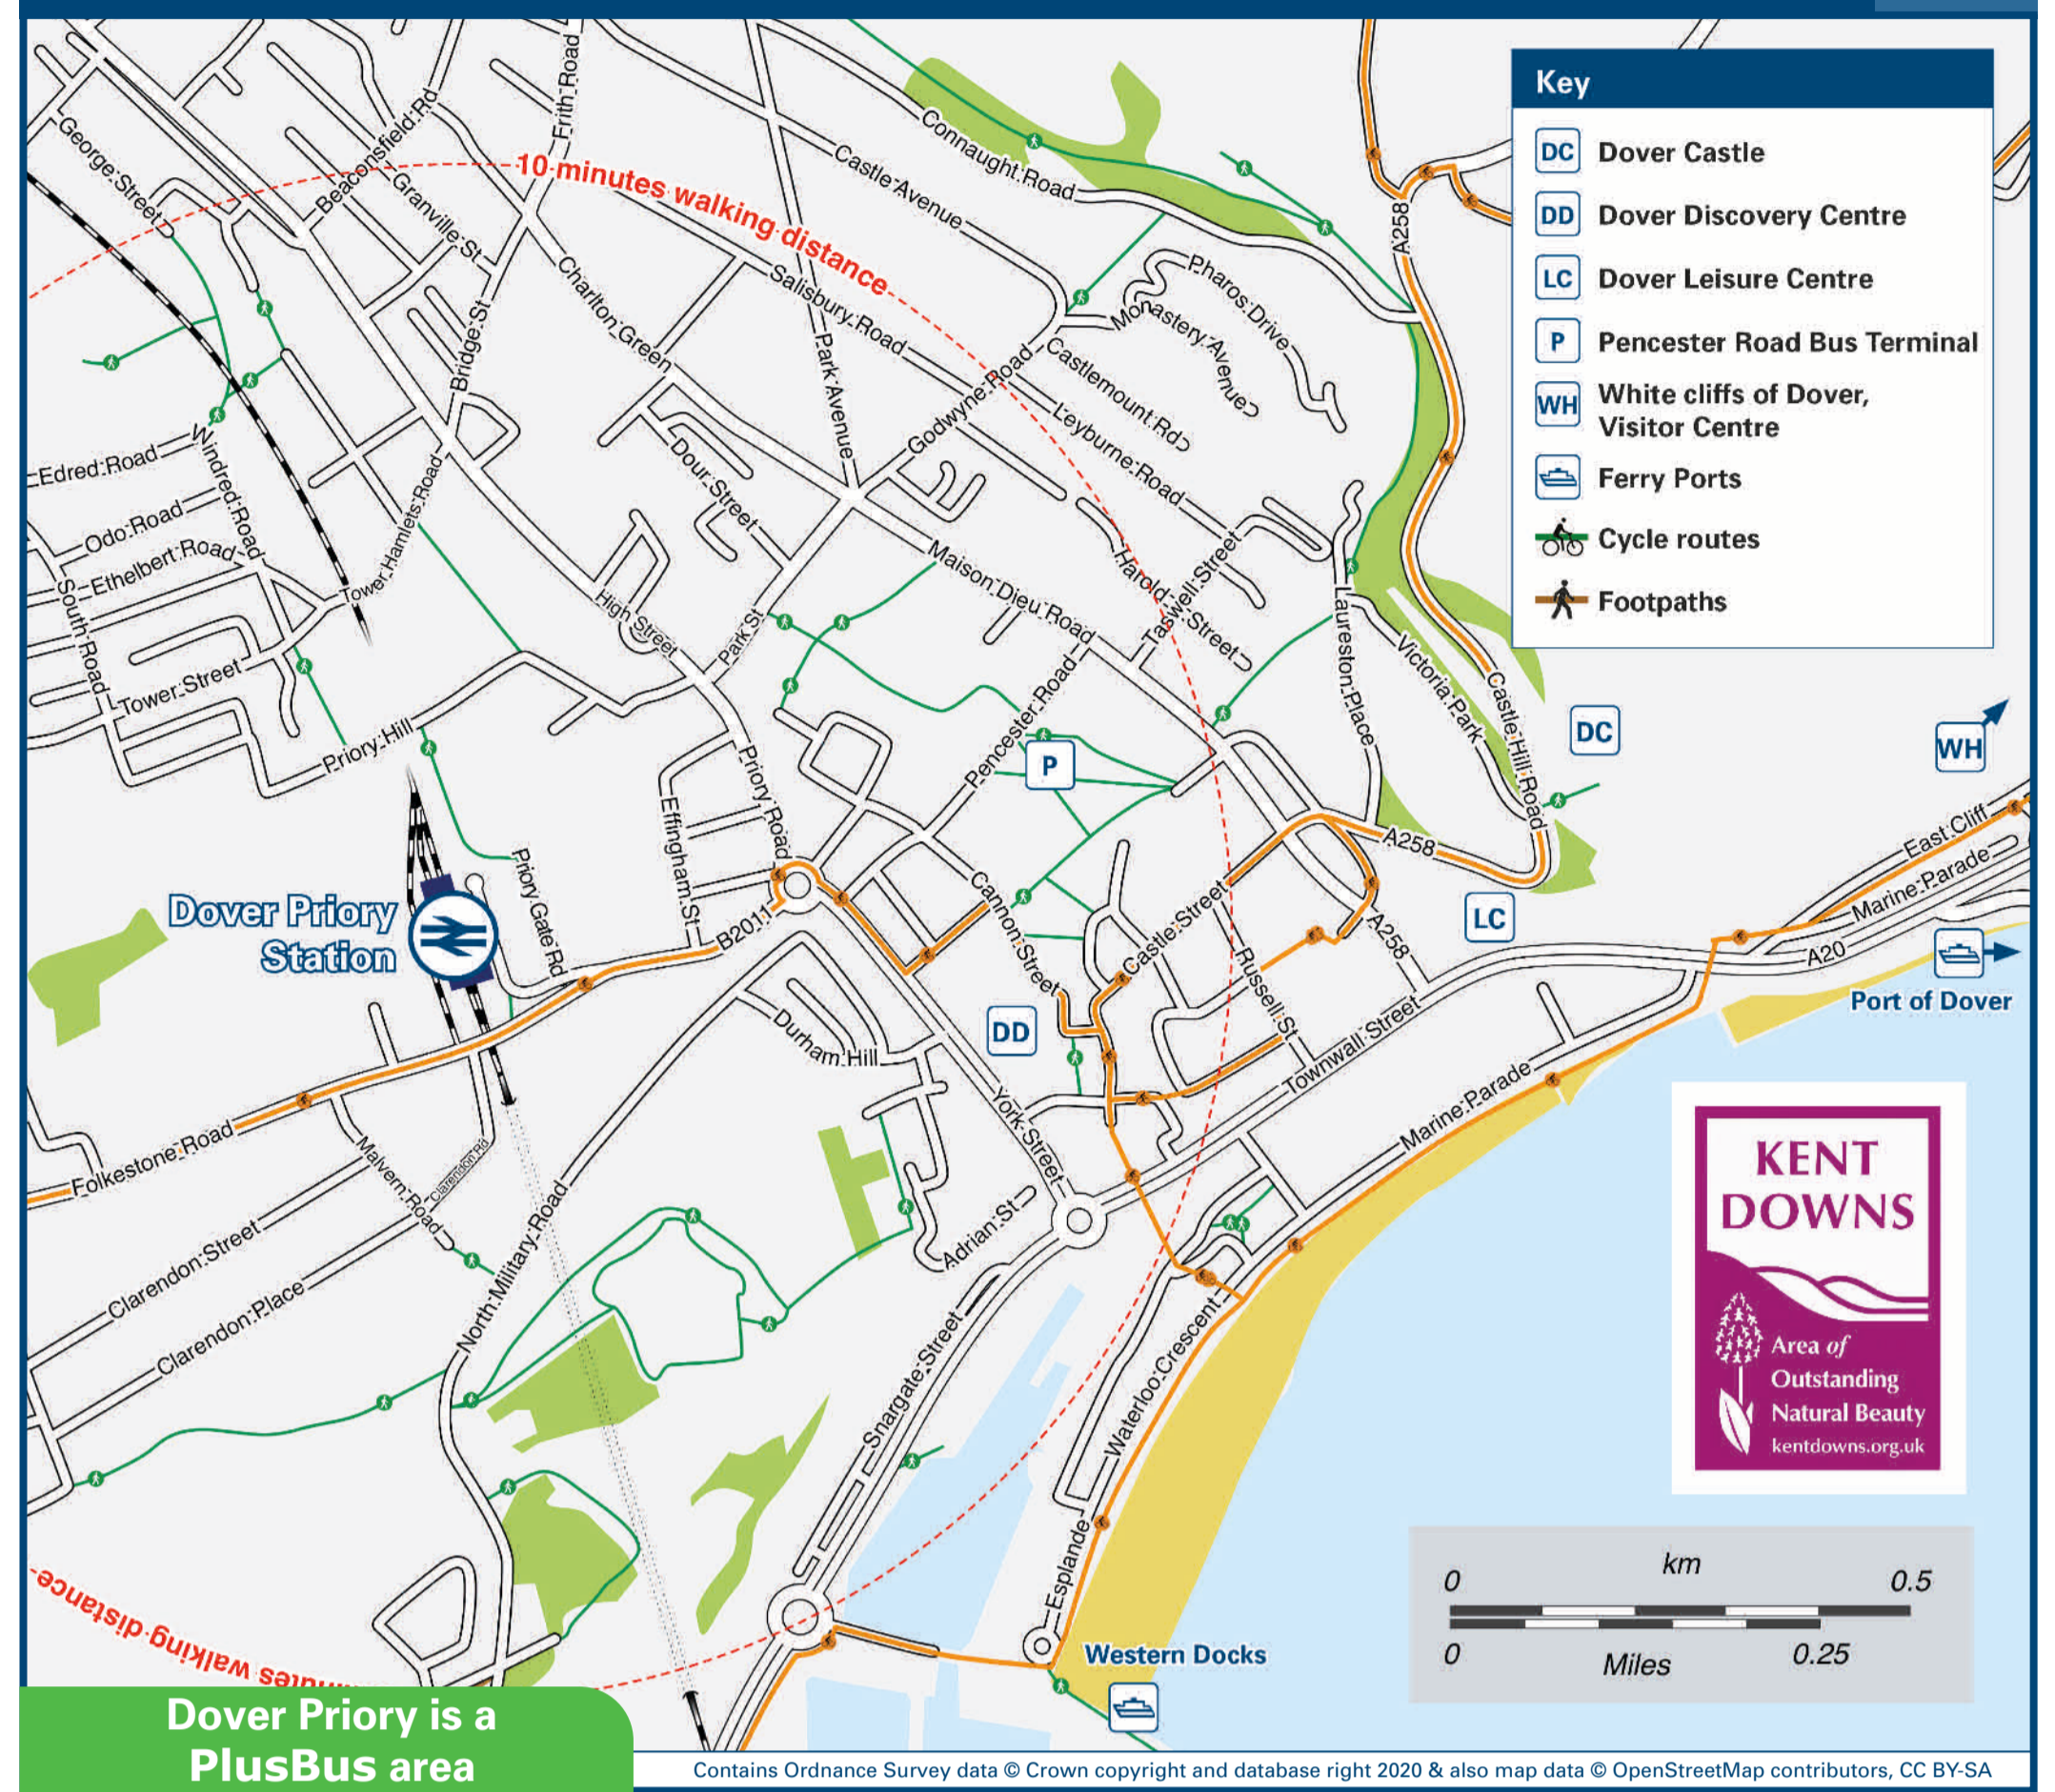 Key
DC Dover Castle
DD Dover Discovery Centre
LC Dover Leisure Centre
P Pencester Road Bus Terminal
WH White cliffs of Dover,
Visitor Centre
Ferry Ports
Cycle routes
Footpaths
George Street
Beaconsfield Rd
Granville St
Frith Road
10 minutes walking distance
Connaught Road
Castle Avenue
A258
Charlton Green
Salisbury Road
Park Avenue
Pharos Drive
Monastery Avenue
Castlemount Rd
Bridge St
Godwyne Road
Leyburne Road
Edred Road
Windred Road
Odo Road
Ethelbert Road
South Road
Tower Hamlets Road
Tower Street
Dour Street
High Street
Park St
Maison Dieu Road
Harold Street
Taswell Street
Laureston Place
Victoria Park
Castle Hill Road
DC
WH
Priory Hill
Priory Road
Pencester Road
P
Effingham St
Priory Gate Rd
Dover Priory
Station
B2011
Cannon Street
Castle Street
A258
A258
LC
East Cliff
Marine Parade
A20
Port of Dover
Russell St
DD
Durham Hill
York Street
Townwall Street
Marine Parade
Folkestone Road
Malvern Road
Clarendon Rd
Clarendon Street
Clarendon Place
North Military Road
Adrian St
Snargate Street
Waterloo Crescent
Esplande
Western Docks
KENT
DOWNS
Area of
Outstanding
Natural Beauty
kentdowns.org.uk
km
0 0.5
0 0.25
Miles
walking distance
Dover Priory is a
PlusBus area
Contains Ordnance Survey data © Crown copyright and database right 2020 & also map data © OpenStreetMap contributors, CC BY-SA